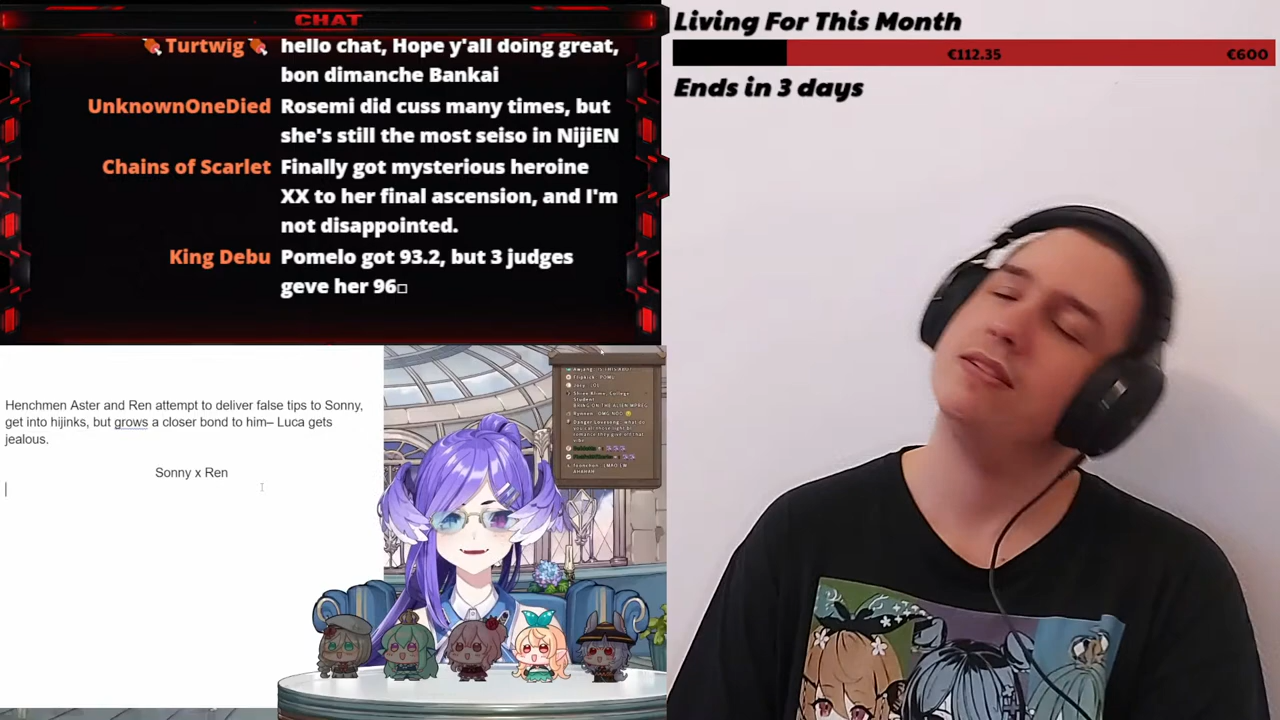 CHAT
Turtwig hello chat, Hope y'all doing great,
bon dimanche Bankai
UnknownOneDied Rosemi did cuss many times, but
she's still the most seiso in NijiEN
Chains of Scarlet Finally got mysterious heroine
XX to her final ascension, and I'm
not disappointed.
King Debu Pomelo got 93.2, but 3 judges
geve her 96□
Living For This Month
€112.35 €600
Ends in 3 days
Henchmen Aster and Ren attempt to deliver false tips to Sonny,
get into hijinks, but grows a closer bond to him– Luca gets
jealous.
Sonny x Ren